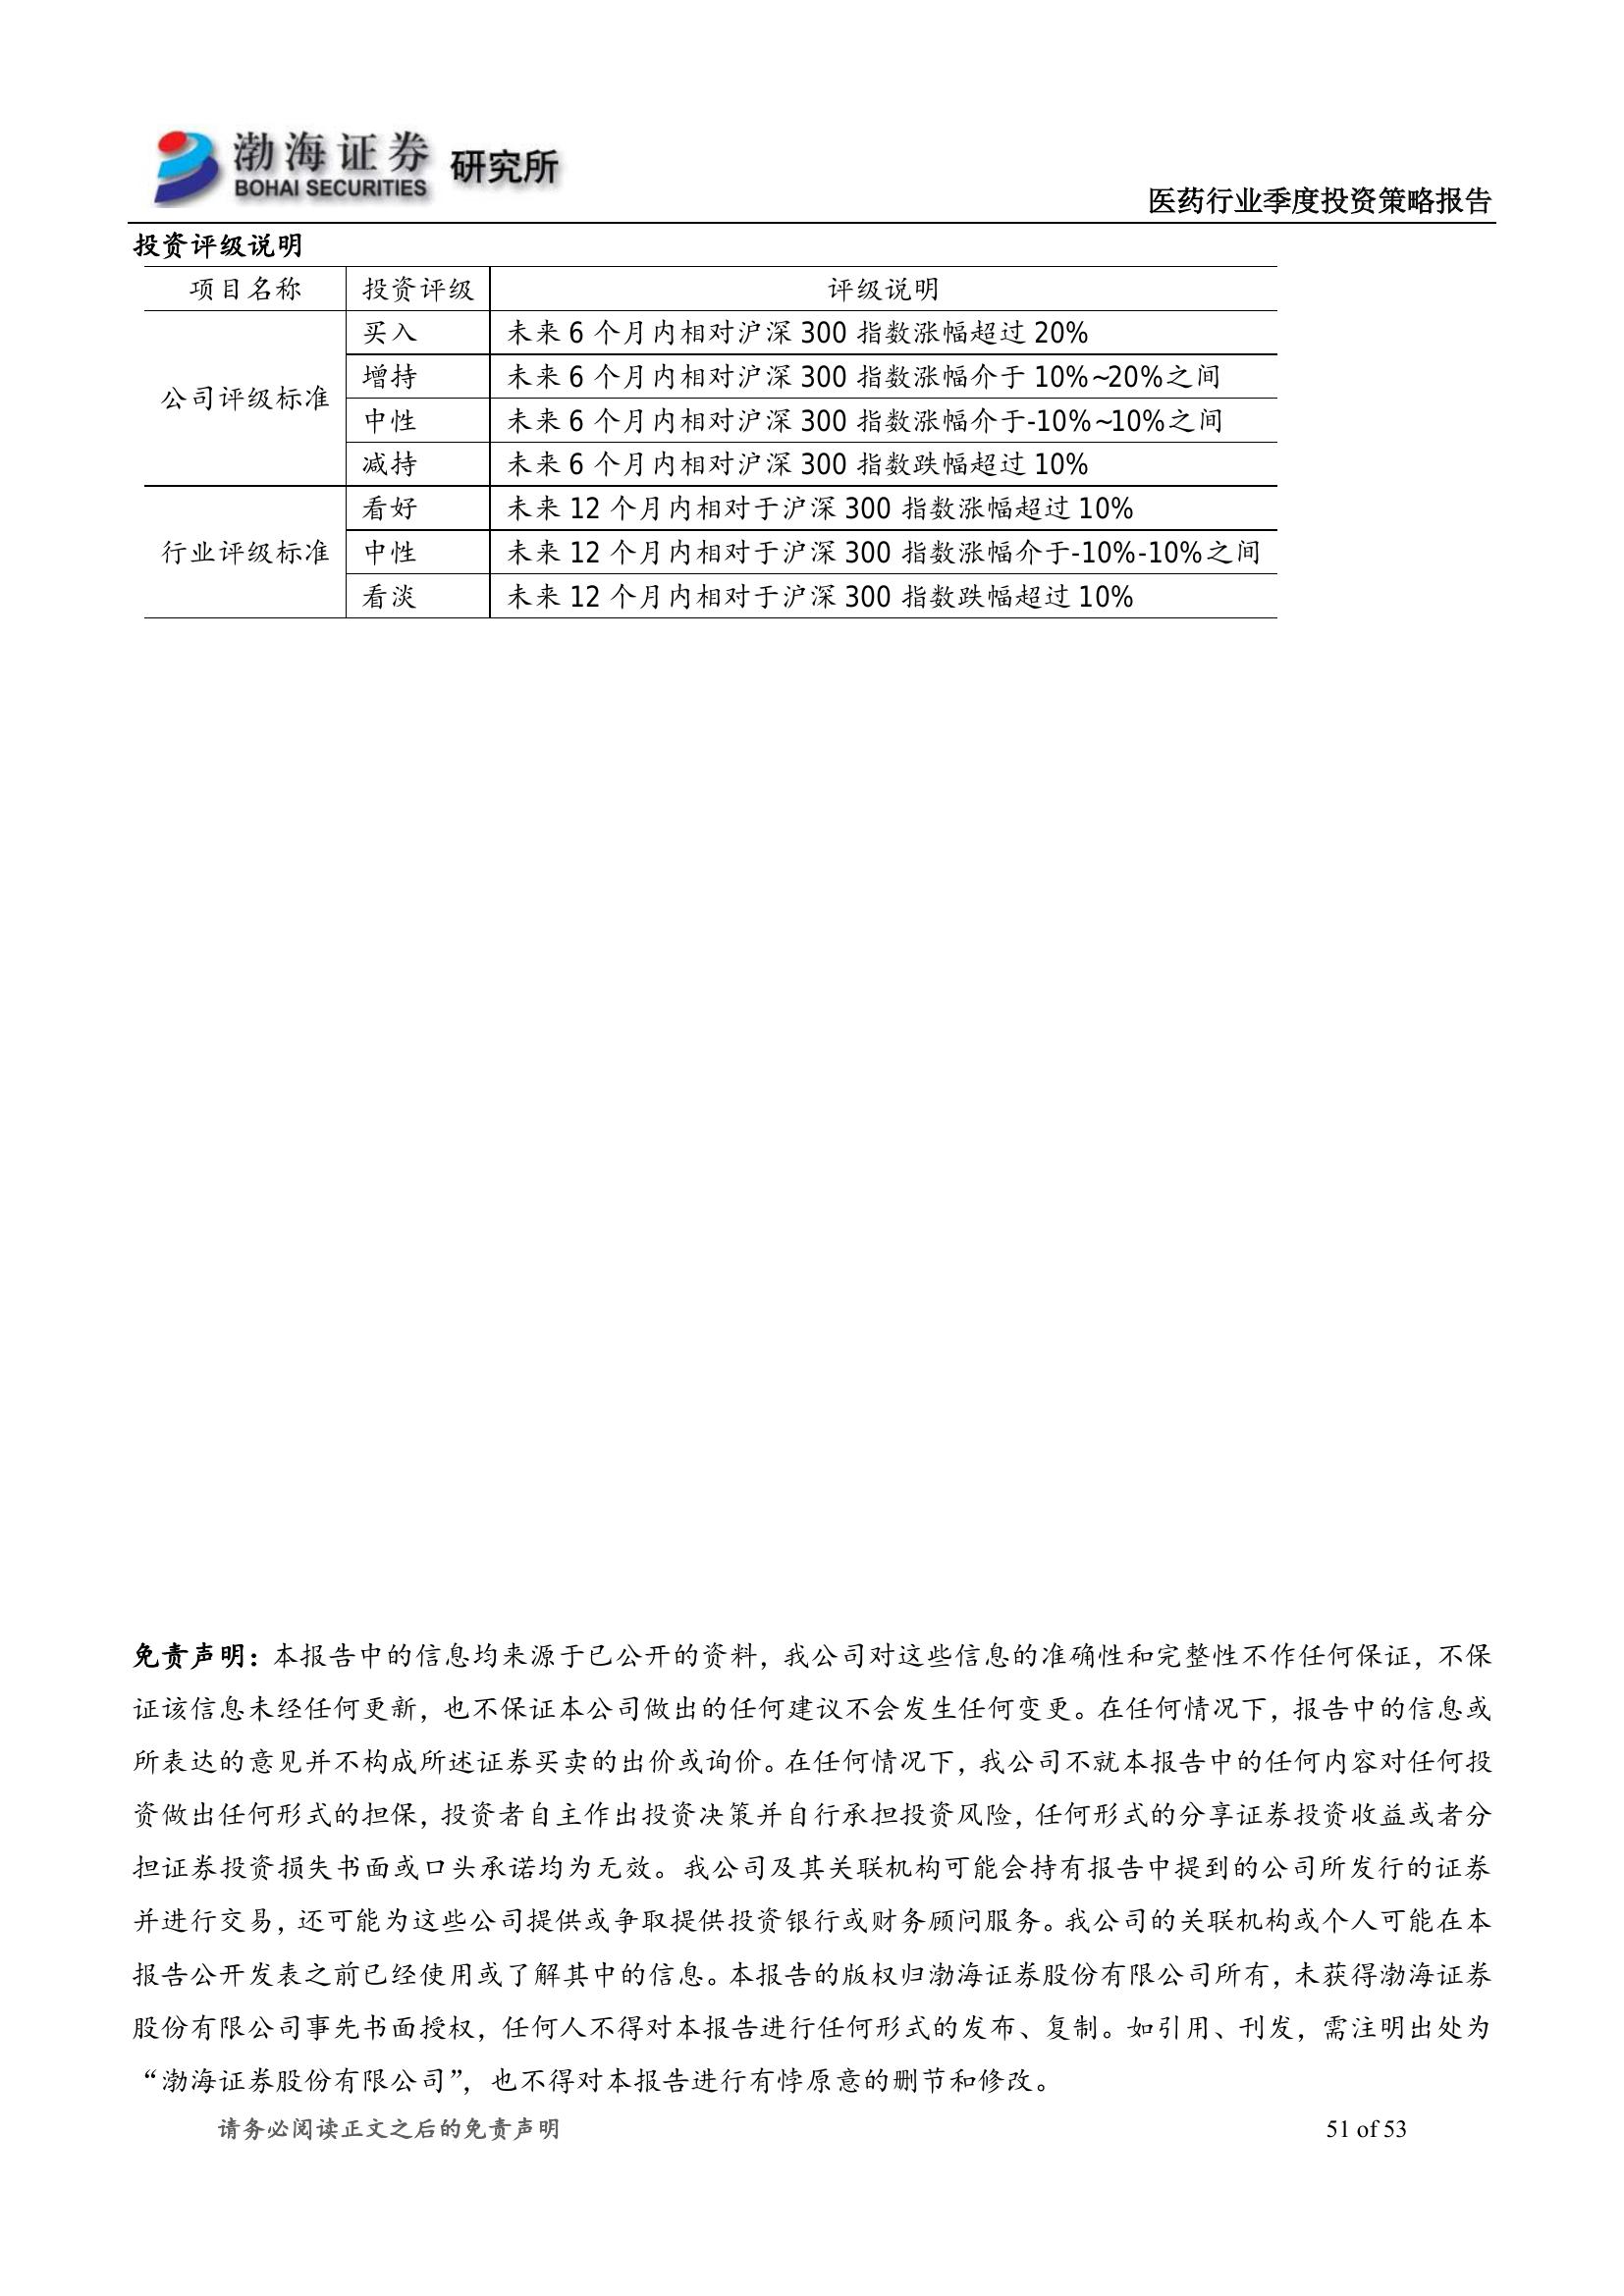 渤海证券 研究所
BOHAI SECURITIES
医药行业季度投资策略报告
投资评级说明
项目名称 投资评级 评级说明
公司评级标准
买入 未来 6 个月内相对沪深 300 指数涨幅超过 20%
增持 未来 6 个月内相对沪深 300 指数涨幅介于 10%~20%之间
中性 未来 6 个月内相对沪深 300 指数涨幅介于-10%~10%之间
减持 未来 6 个月内相对沪深 300 指数跌幅超过 10%
行业评级标准
看好 未来 12 个月内相对于沪深 300 指数涨幅超过 10%
中性 未来 12 个月内相对于沪深 300 指数涨幅介于-10%-10%之间
看淡 未来 12 个月内相对于沪深 300 指数跌幅超过 10%
免责声明：本报告中的信息均来源于已公开的资料，我公司对这些信息的准确性和完整性不作任何保证，不保
证该信息未经任何更新，也不保证本公司做出的任何建议不会发生任何变更。在任何情况下，报告中的信息或
所表达的意见并不构成所述证券买卖的出价或询价。在任何情况下，我公司不就本报告中的任何内容对任何投
资做出任何形式的担保，投资者自主作出投资决策并自行承担投资风险，任何形式的分享证券投资收益或者分
担证券投资损失书面或口头承诺均为无效。我公司及其关联机构可能会持有报告中提到的公司所发行的证券
并进行交易，还可能为这些公司提供或争取提供投资银行或财务顾问服务。我公司的关联机构或个人可能在本
报告公开发表之前已经使用或了解其中的信息。本报告的版权归渤海证券股份有限公司所有，未获得渤海证券
股份有限公司事先书面授权，任何人不得对本报告进行任何形式的发布、复制。如引用、刊发，需注明出处为
“渤海证券股份有限公司”，也不得对本报告进行有悖原意的删节和修改。
请务必阅读正文之后的免责声明 51 of 53